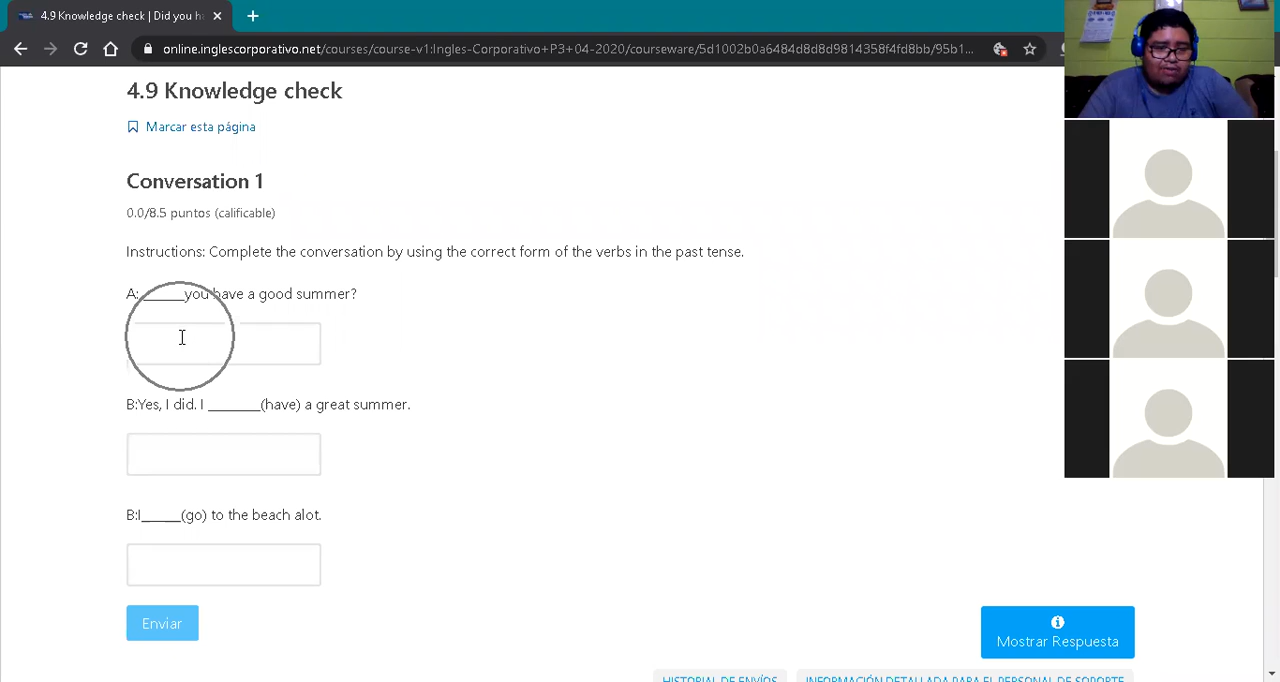 4.9 Knowledge check | Did you ha
online.inglescorporativo.net/courses/course-v1:Ingles-Corporativo+P3+04-2020/courseware/5d1002b0a6484d8d8d9814358f4fd8bb/95b1...
4.9 Knowledge check
Marcar esta página
Conversation 1
0.0/8.5 puntos (calificable)
Instructions: Complete the conversation by using the correct form of the verbs in the past tense.
A: ______you have a good summer?
B:Yes, I did. I _______(have) a great summer.
B:I_____(go) to the beach alot.
Enviar
Mostrar Respuesta
HISTORIAL DE ENVÍOS INFORMACIÓN DETALLADA PARA EL PERSONAL DE SOPORTE